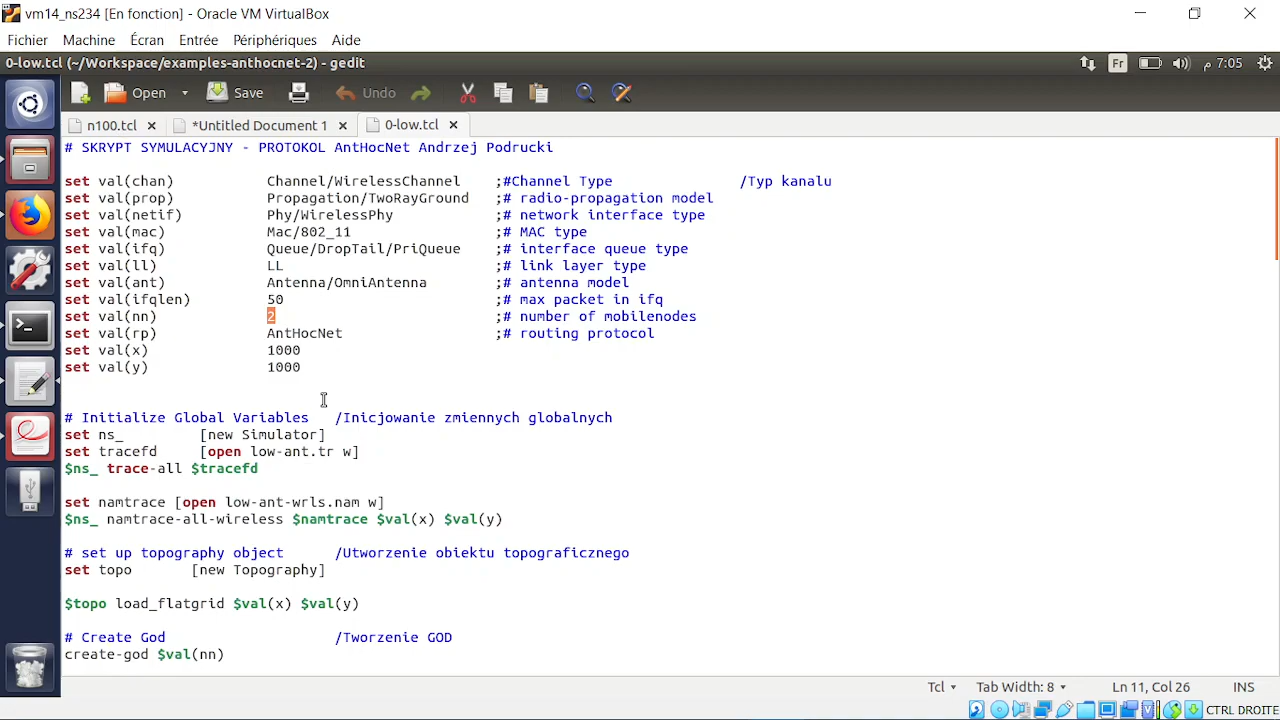 vm14_ns234 [En fonction] - Oracle VM VirtualBox
Fichier Machine Écran Entrée Périphériques Aide
0-low.tcl (~/Workspace/examples-anthocnet-2) - gedit
Fr م 7:05
Open Save Undo
n100.tcl *Untitled Document 1 0-low.tcl
# SKRYPT SYMULACYJNY - PROTOKOL AntHocNet Andrzej Podrucki
set val(chan) Channel/WirelessChannel ;#Channel Type /Typ kanalu
set val(prop) Propagation/TwoRayGround ;# radio-propagation model
set val(netif) Phy/WirelessPhy ;# network interface type
set val(mac) Mac/802_11 ;# MAC type
set val(ifq) Queue/DropTail/PriQueue ;# interface queue type
set val(ll) LL ;# link layer type
set val(ant) Antenna/OmniAntenna ;# antenna model
set val(ifqlen) 50 ;# max packet in ifq
set val(nn) 2 ;# number of mobilenodes
set val(rp) AntHocNet ;# routing protocol
set val(x) 1000
set val(y) 1000
# Initialize Global Variables /Inicjowanie zmiennych globalnych
set ns_ [new Simulator]
set tracefd [open low-ant.tr w]
$ns_ trace-all $tracefd
set namtrace [open low-ant-wrls.nam w]
$ns_ namtrace-all-wireless $namtrace $val(x) $val(y)
# set up topography object /Utworzenie obiektu topograficznego
set topo [new Topography]
$topo load_flatgrid $val(x) $val(y)
# Create God /Tworzenie GOD
create-god $val(nn)
Tcl Tab Width: 8 Ln 11, Col 26 INS
CTRL DROITE